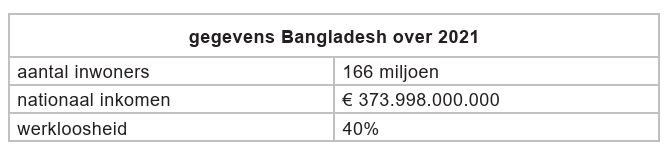 gegevens Bangladesh over 2021
aantal inwoners 166 miljoen
nationaal inkomen € 373.998.000.000
werkloosheid 40%